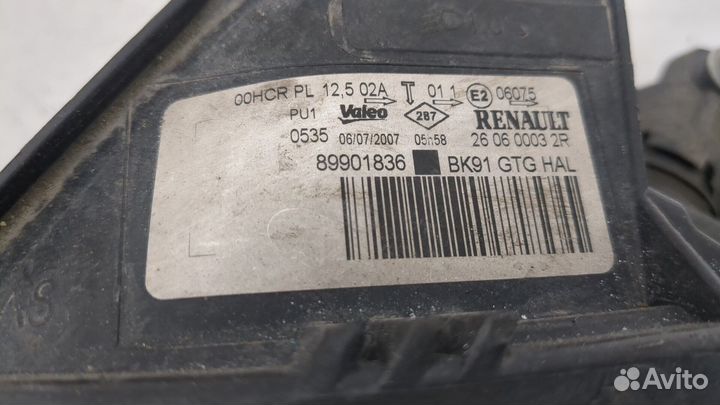 00HCR PL 12,5 02A 01 1 E2 06075
PU1 Valeo 287 RENAULT
0535 06/07/2007 05h58 26 06 0003 2R
89901836 BK91 GTG HAL
Avito